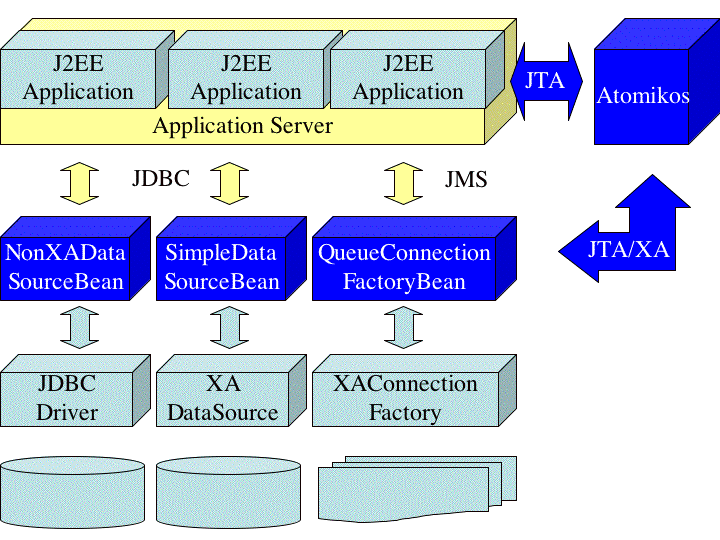 J2EE
Application
J2EE
Application
J2EE
Application
Application Server
JTA
Atomikos
JDBC
JMS
NonXAData
SourceBean
SimpleData
SourceBean
QueueConnection
FactoryBean
JTA/XA
JDBC
Driver
XA
DataSource
XAConnection
Factory